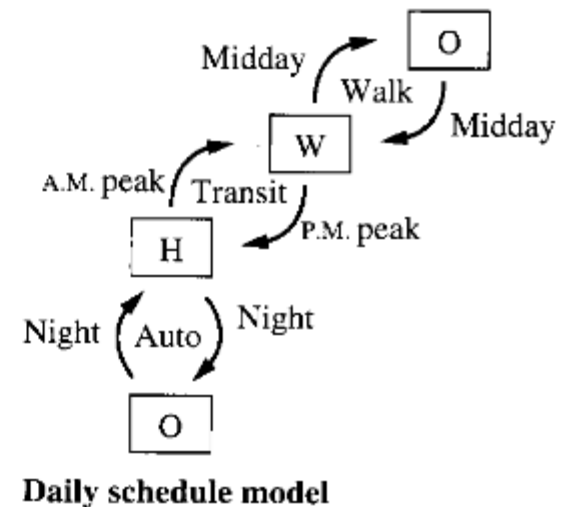 O
Midday
Walk
Midday
W
A.M. peak
Transit
P.M. peak
H
Night
Auto
Night
O
Daily schedule model